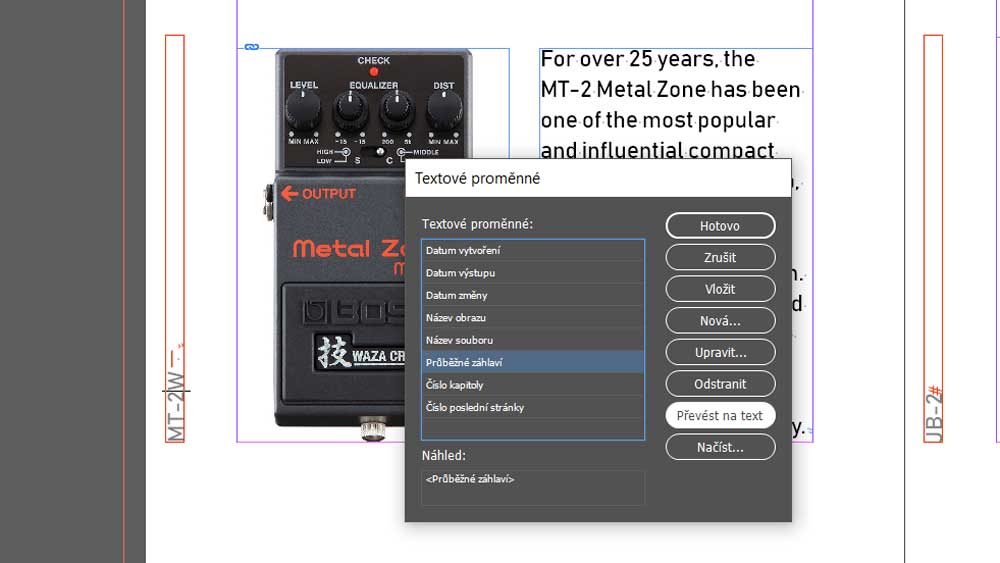 MT-2W
CHECK
LEVEL
EQUALIZER
DIST
MIN MAX
-15 +15
200 5k
MIN MAX
HIGH
LOW
S C
MIDDLE
OUTPUT
Metal
技 WAZA CR
For over 25 years, the
MT-2 Metal Zone has been
one of the most popular
and influential compact
Textové proměnné
Textové proměnné:
Datum vytvoření
Datum výstupu
Datum změny
Název obrazu
Název souboru
Průběžné záhlaví
Číslo kapitoly
Číslo poslední stránky
Náhled:
<Průběžné záhlaví>
Hotovo
Zrušit
Vložit
Nová...
Upravit...
Odstranit
Převést na text
Načíst...
JB-2#